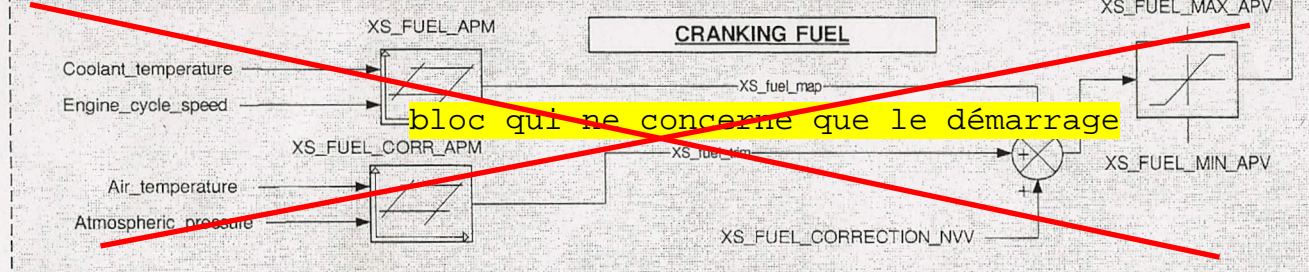 XS_FUEL_MAX_APV
XS_FUEL_APM
CRANKING FUEL
Coolant_temperature
Engine_cycle_speed
XS_fuel_map
bloc qui ne concerne que le démarrage
XS_FUEL_CORR_APM
XS_fuel_trim
XS_FUEL_MIN_APV
Air_temperature
Atmospheric_pressure
XS_FUEL_CORRECTION_NVV
+
+